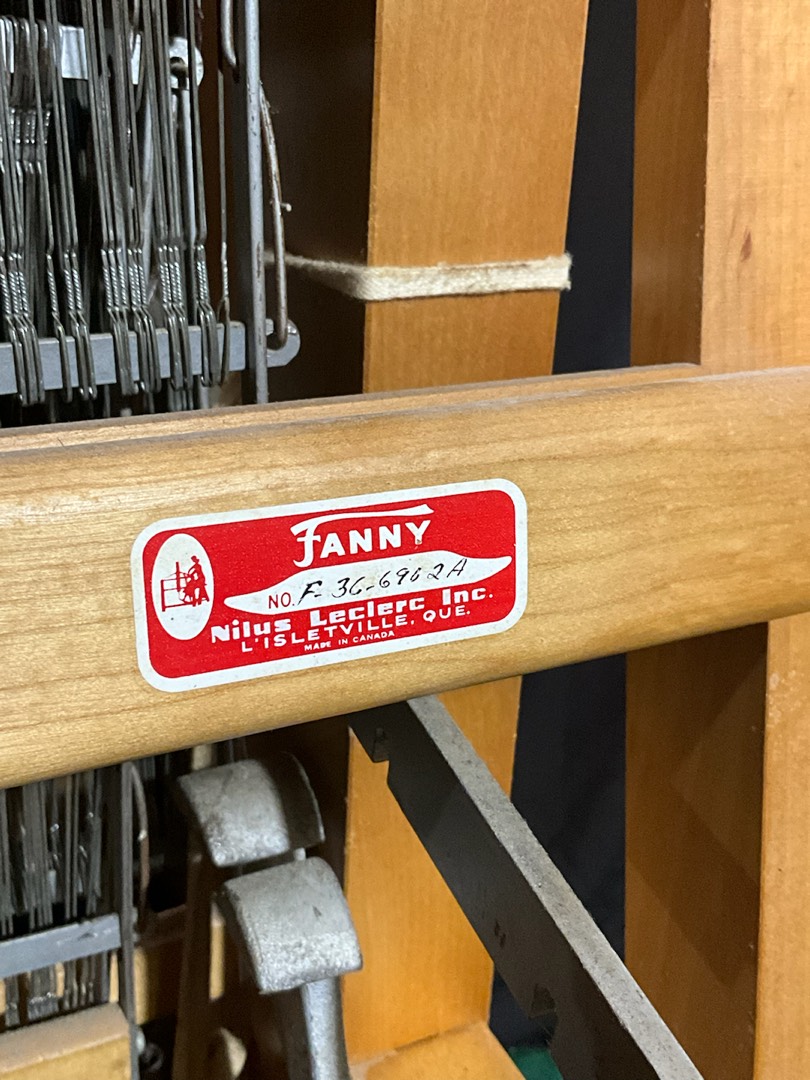 FANNY
NO. F-36-6962A
Nilus Leclerc Inc.
L'ISLETVILLE, QUE.
MADE IN CANADA